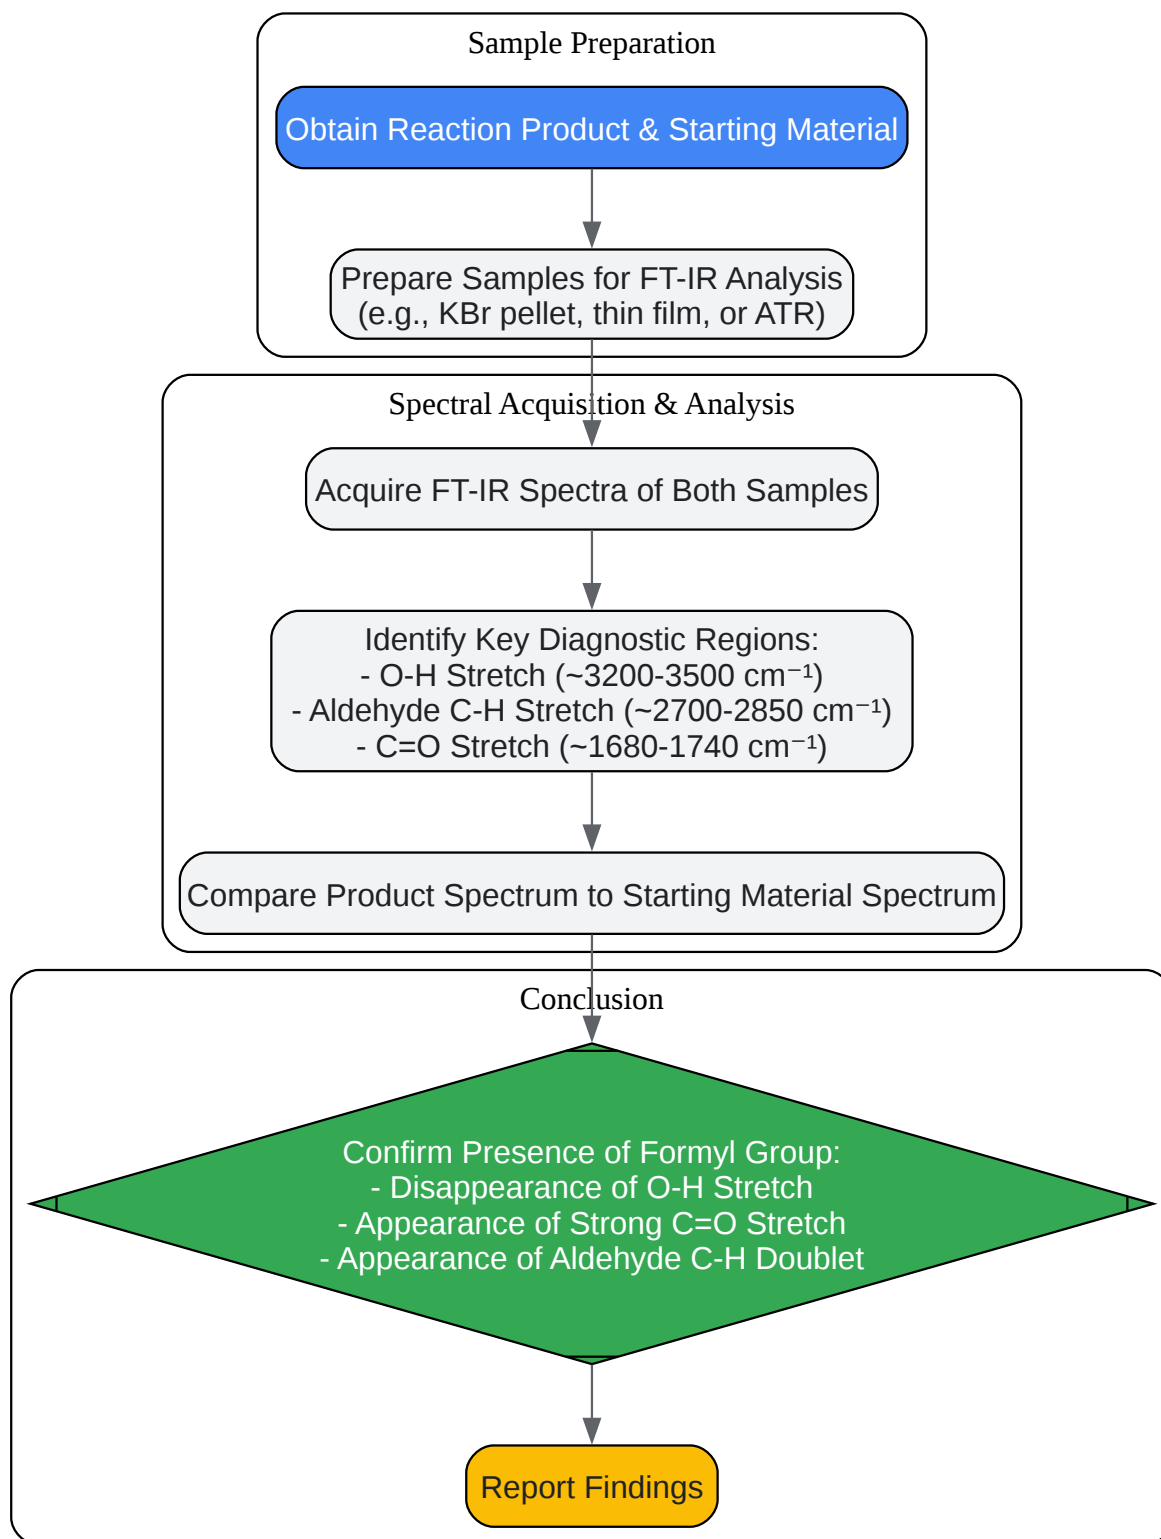 Sample Preparation
Obtain Reaction Product & Starting Material
Prepare Samples for FT-IR Analysis
(e.g., KBr pellet, thin film, or ATR)
Spectral Acquisition & Analysis
Acquire FT-IR Spectra of Both Samples
Identify Key Diagnostic Regions:
- O-H Stretch (~3200-3500 cm⁻¹)
- Aldehyde C-H Stretch (~2700-2850 cm⁻¹)
- C=O Stretch (~1680-1740 cm⁻¹)
Compare Product Spectrum to Starting Material Spectrum
Conclusion
Confirm Presence of Formyl Group:
- Disappearance of O-H Stretch
- Appearance of Strong C=O Stretch
- Appearance of Aldehyde C-H Doublet
Report Findings